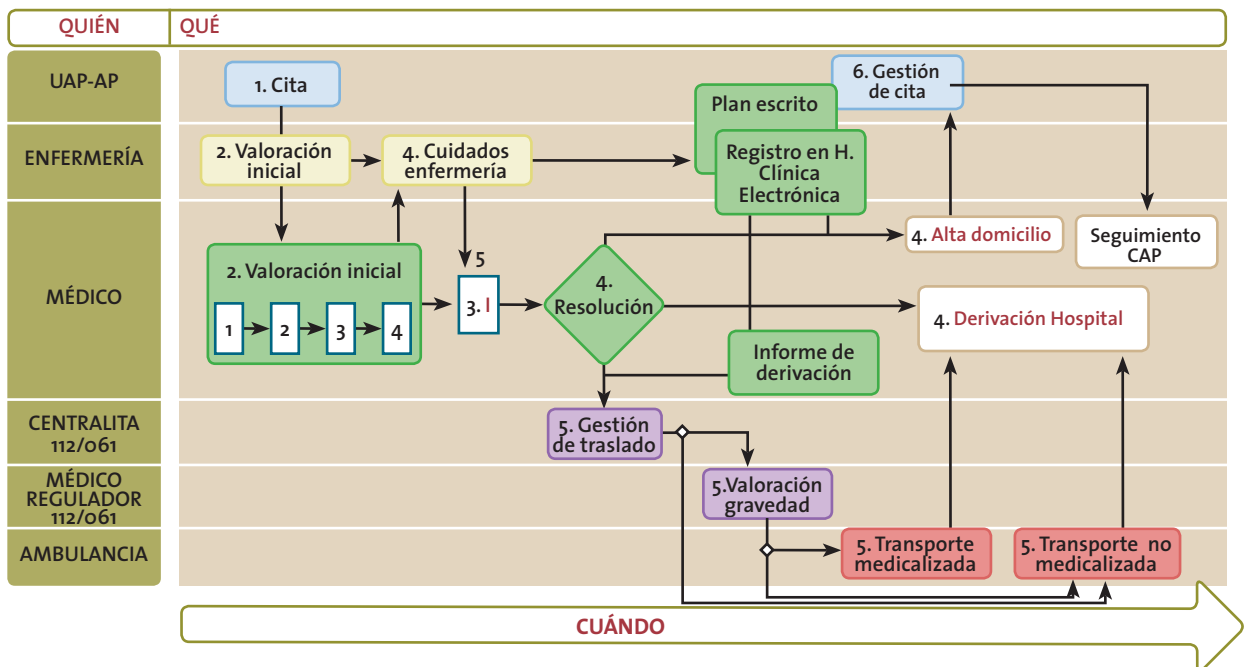 QUIÉN
QUÉ
UAP-AP
1. Cita
6. Gestión
de cita
Plan escrito
ENFERMERÍA
2. Valoración
inicial
4. Cuidados
enfermería
Registro en H.
Clínica
Electrónica
MÉDICO
2. Valoración inicial
1
2
3
4
5
3. I
4.
Resolución
4. Alta domicilio
Seguimiento
CAP
4. Derivación Hospital
Informe de
derivación
CENTRALITA
112/061
5. Gestión
de traslado
MÉDICO
REGULADOR
112/061
5.Valoración
gravedad
AMBULANCIA
5. Transporte
medicalizada
5. Transporte no
medicalizada
CUÁNDO